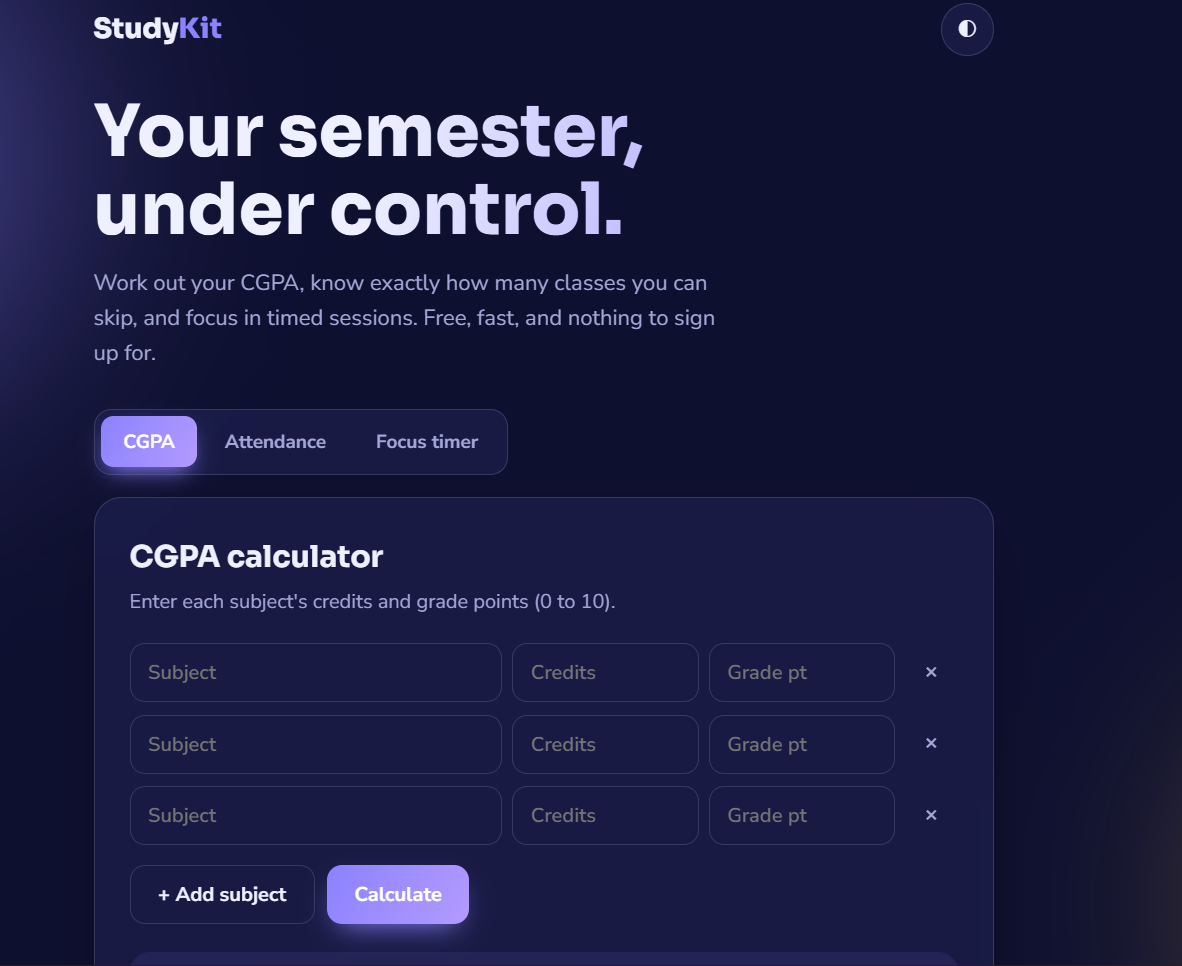 StudyKit
Your semester,
under control.
Work out your CGPA, know exactly how many classes you can
skip, and focus in timed sessions. Free, fast, and nothing to sign
up for.
CGPA Attendance Focus timer
CGPA calculator
Enter each subject's credits and grade points (0 to 10).
Subject Credits Grade pt ×
Subject Credits Grade pt ×
Subject Credits Grade pt ×
+ Add subject Calculate